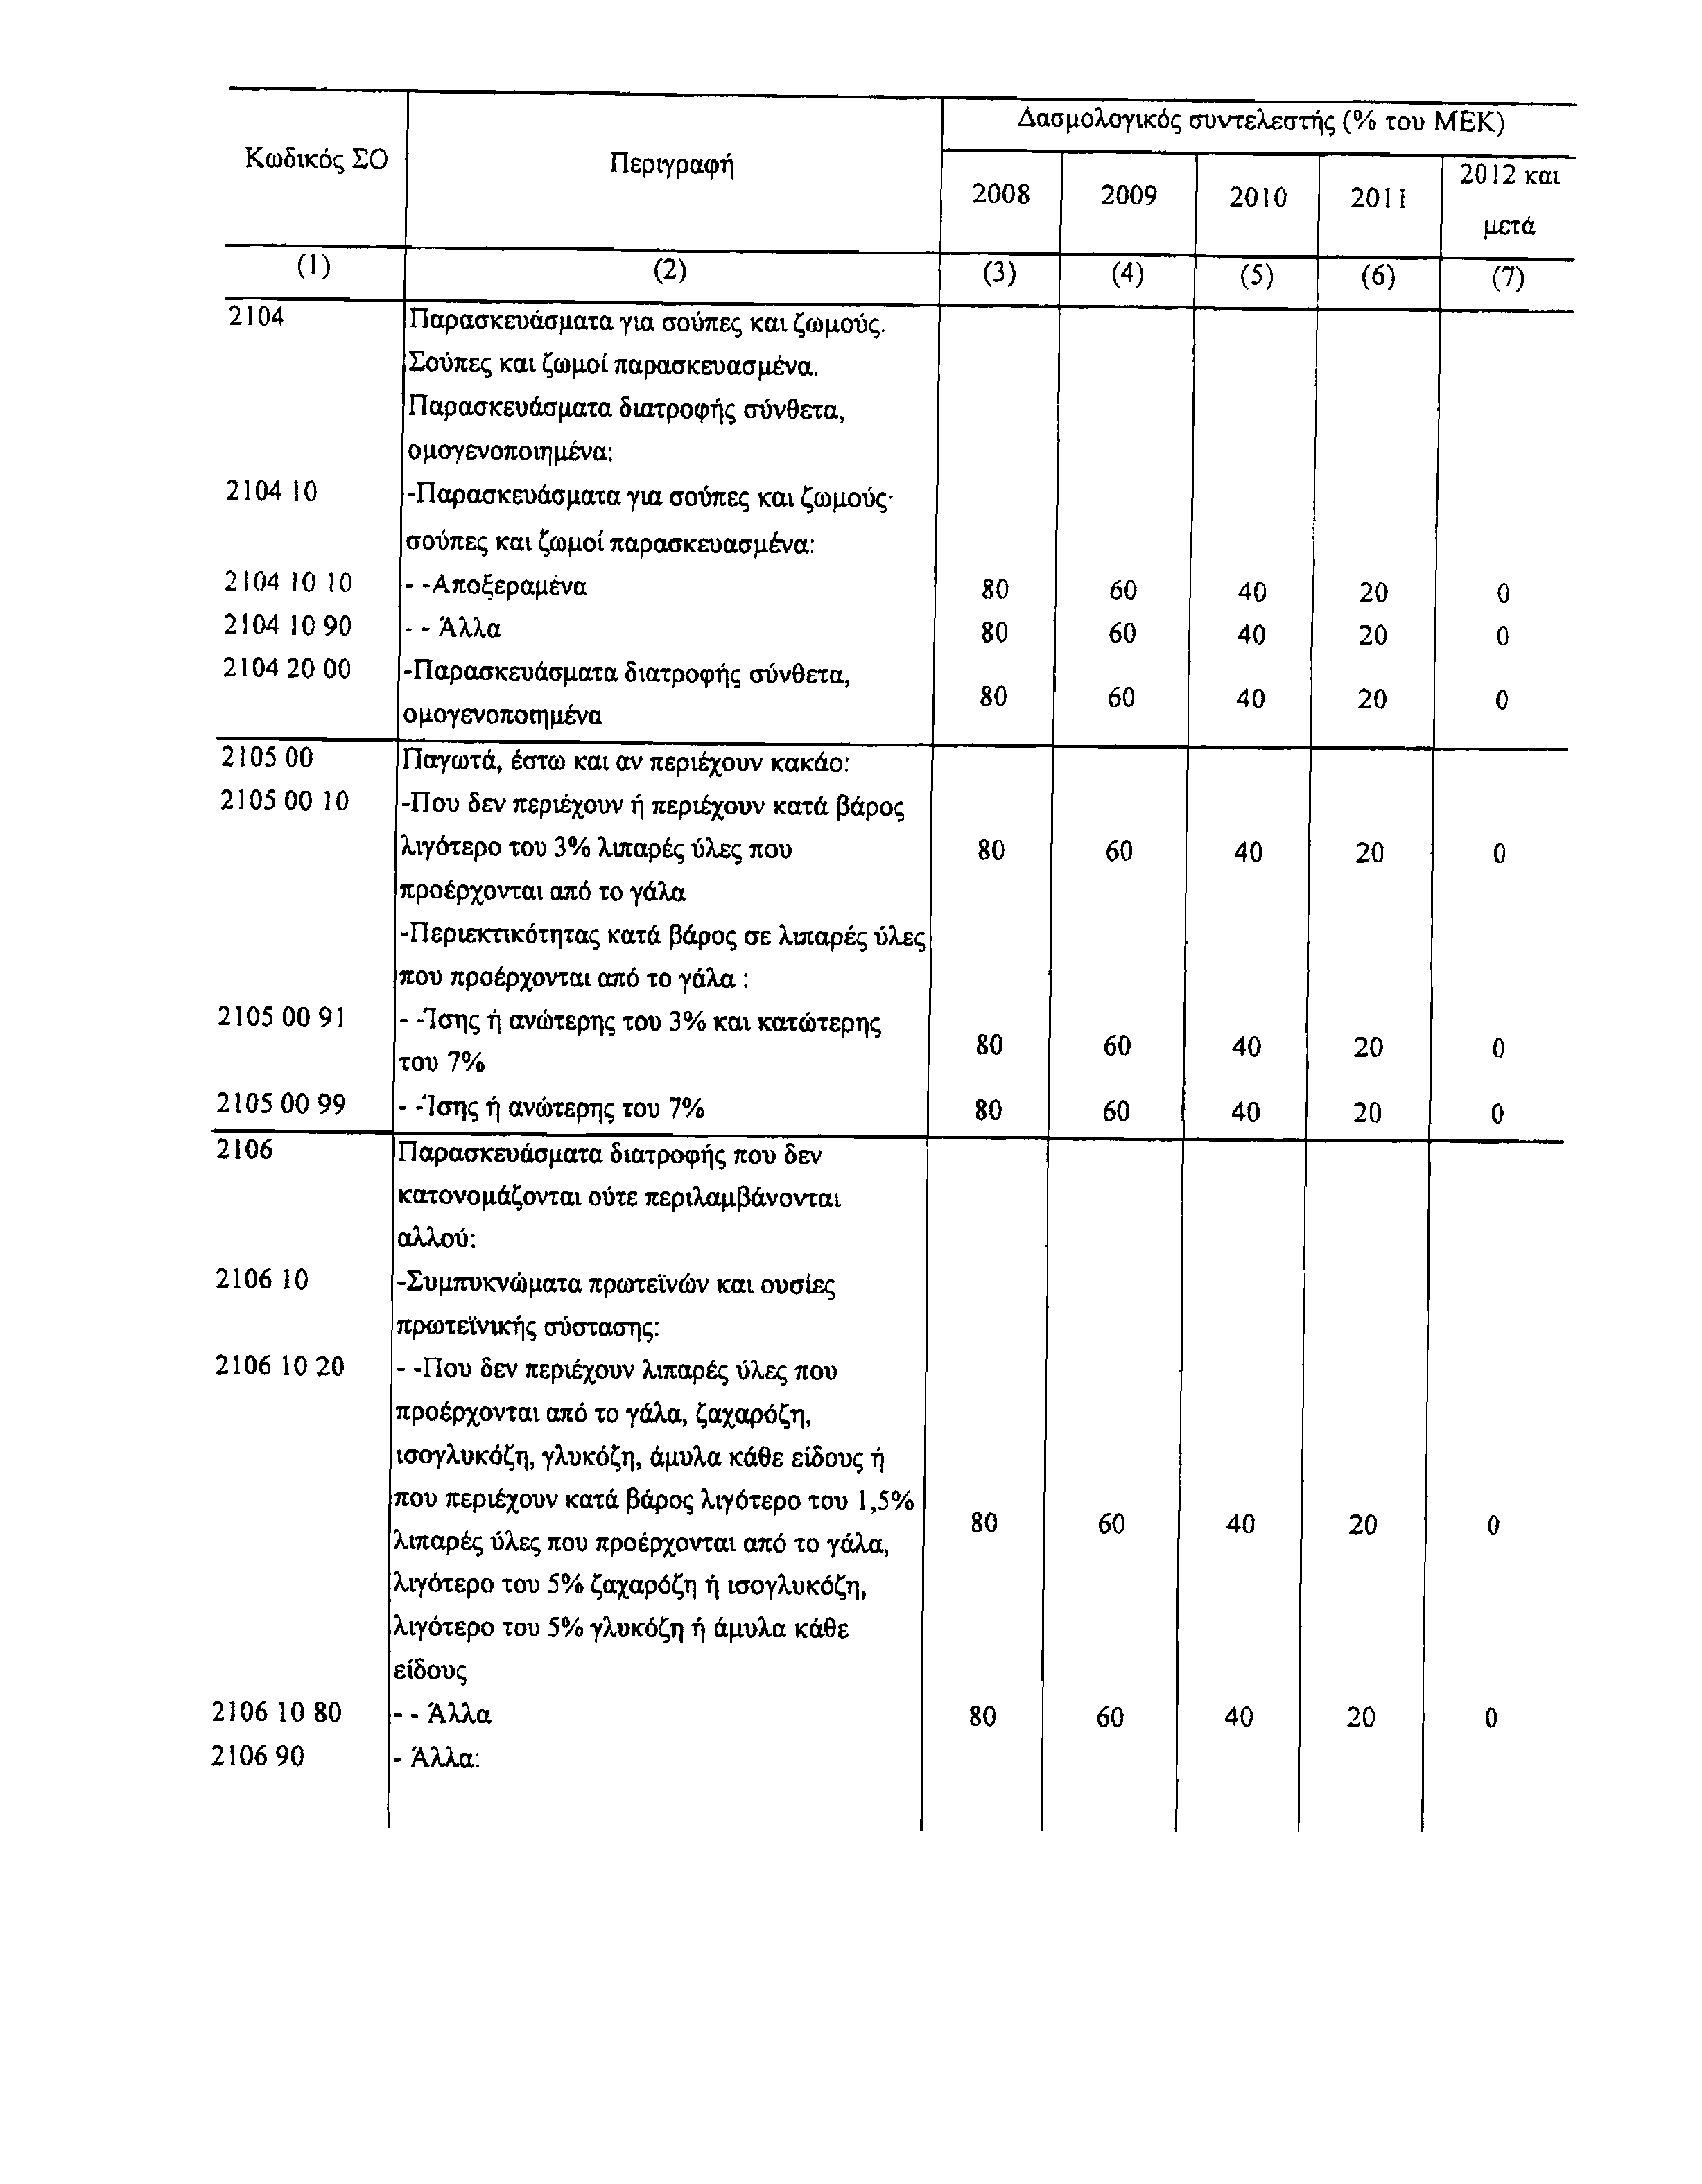 Κωδικός ΣΟ Περιγραφή Δασμολογικός συντελεστής (% του ΜΕΚ)
2008 2009 2010 2011 2012 και μετά
(1) (2) (3) (4) (5) (6) (7)
2104 Παρασκευάσματα για σούπες και ζωμούς.
Σούπες και ζωμοί παρασκευασμένα.
Παρασκευάσματα διατροφής σύνθετα,
ομογενοποιημένα:
2104 10 -Παρασκευάσματα για σούπες και ζωμούς·
σούπες και ζωμοί παρασκευασμένα:
2104 10 10 - -Αποξεραμένα 80 60 40 20 0
2104 10 90 - - Άλλα 80 60 40 20 0
2104 20 00 -Παρασκευάσματα διατροφής σύνθετα,
ομογενοποιημένα 80 60 40 20 0
2105 00 Παγωτά, έστω και αν περιέχουν κακάο:
2105 00 10 -Που δεν περιέχουν ή περιέχουν κατά βάρος
λιγότερο του 3% λιπαρές ύλες που 80 60 40 20 0
προέρχονται από το γάλα
-Περιεκτικότητας κατά βάρος σε λιπαρές ύλες
που προέρχονται από το γάλα :
2105 00 91 - -Ίσης ή ανώτερης του 3% και κατώτερης
του 7% 80 60 40 20 0
2105 00 99 - -Ίσης ή ανώτερης του 7% 80 60 40 20 0
2106 Παρασκευάσματα διατροφής που δεν
κατονομάζονται ούτε περιλαμβάνονται
αλλού:
2106 10 -Συμπυκνώματα πρωτεϊνών και ουσίες
πρωτεϊνικής σύστασης:
2106 10 20 - -Που δεν περιέχουν λιπαρές ύλες που
προέρχονται από το γάλα, ζαχαρόζη,
ισογλυκόζη, γλυκόζη, άμυλα κάθε είδους ή
που περιέχουν κατά βάρος λιγότερο του 1,5%
λιπαρές ύλες που προέρχονται από το γάλα, 80 60 40 20 0
λιγότερο του 5% ζαχαρόζη ή ισογλυκόζη,
λιγότερο του 5% γλυκόζη ή άμυλα κάθε
είδους
2106 10 80 - - Άλλα 80 60 40 20 0
2106 90 - Άλλα: